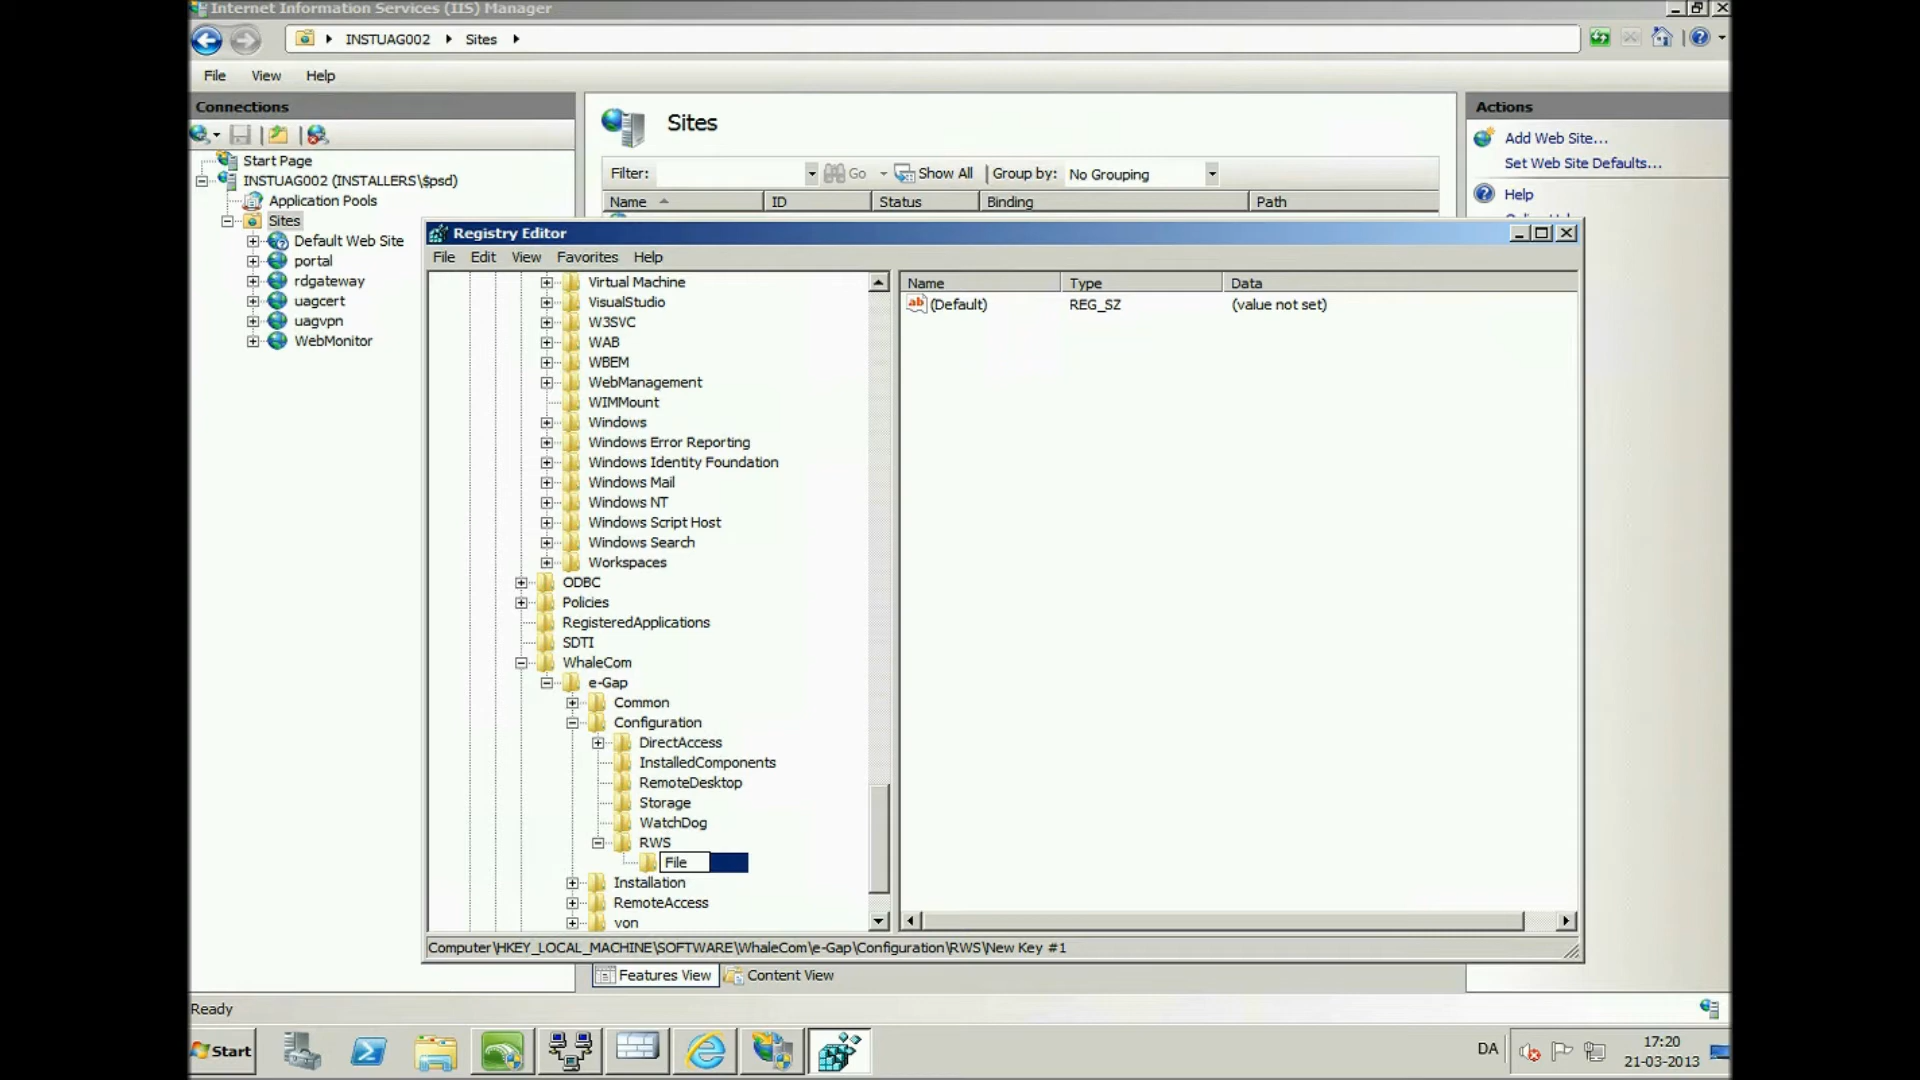 Internet Information Services (IIS) Manager
INSTUAG002 Sites
File View Help
Connections
Start Page
INSTUAG002 (INSTALLERS\$psd)
Application Pools
Sites
Default Web Site
portal
rdgateway
uagcert
uagvpn
WebMonitor
Sites
Filter: Go Show All Group by: No Grouping
Name ID Status Binding Path
Actions
Add Web Site...
Set Web Site Defaults...
Help
Registry Editor
File Edit View Favorites Help
Virtual Machine
VisualStudio
W3SVC
WAB
WBEM
WebManagement
WIMMount
Windows
Windows Error Reporting
Windows Identity Foundation
Windows Mail
Windows NT
Windows Script Host
Windows Search
Workspaces
ODBC
Policies
RegisteredApplications
SDTI
WhaleCom
e-Gap
Common
Configuration
DirectAccess
InstalledComponents
RemoteDesktop
Storage
WatchDog
RWS
File
Installation
RemoteAccess
von
Name Type Data
ab (Default) REG_SZ (value not set)
Computer\HKEY_LOCAL_MACHINE\SOFTWARE\WhaleCom\e-Gap\Configuration\RWS\New Key #1
Features View Content View
Ready
Start
DA
17:20
21-03-2013